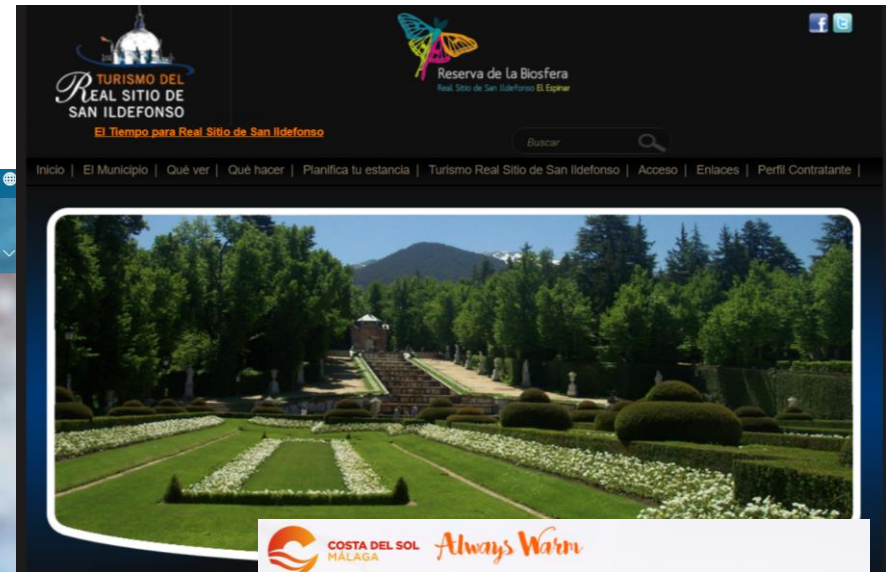 TURISMO DEL
REAL SITIO DE
SAN ILDEFONSO
El Tiempo para Real Sitio de San Ildefonso
Reserva de La Biosfera
Real Sitio de San Ildefonso El Espinar
f t
Buscar
Inicio | El Municipio | Qué ver | Qué hacer | Planifica tu estancia | Turismo Real Sitio de San Ildefonso | Acceso | Enlaces | Perfil Contratante |
COSTA DEL SOL
MÁLAGA
Always Warm